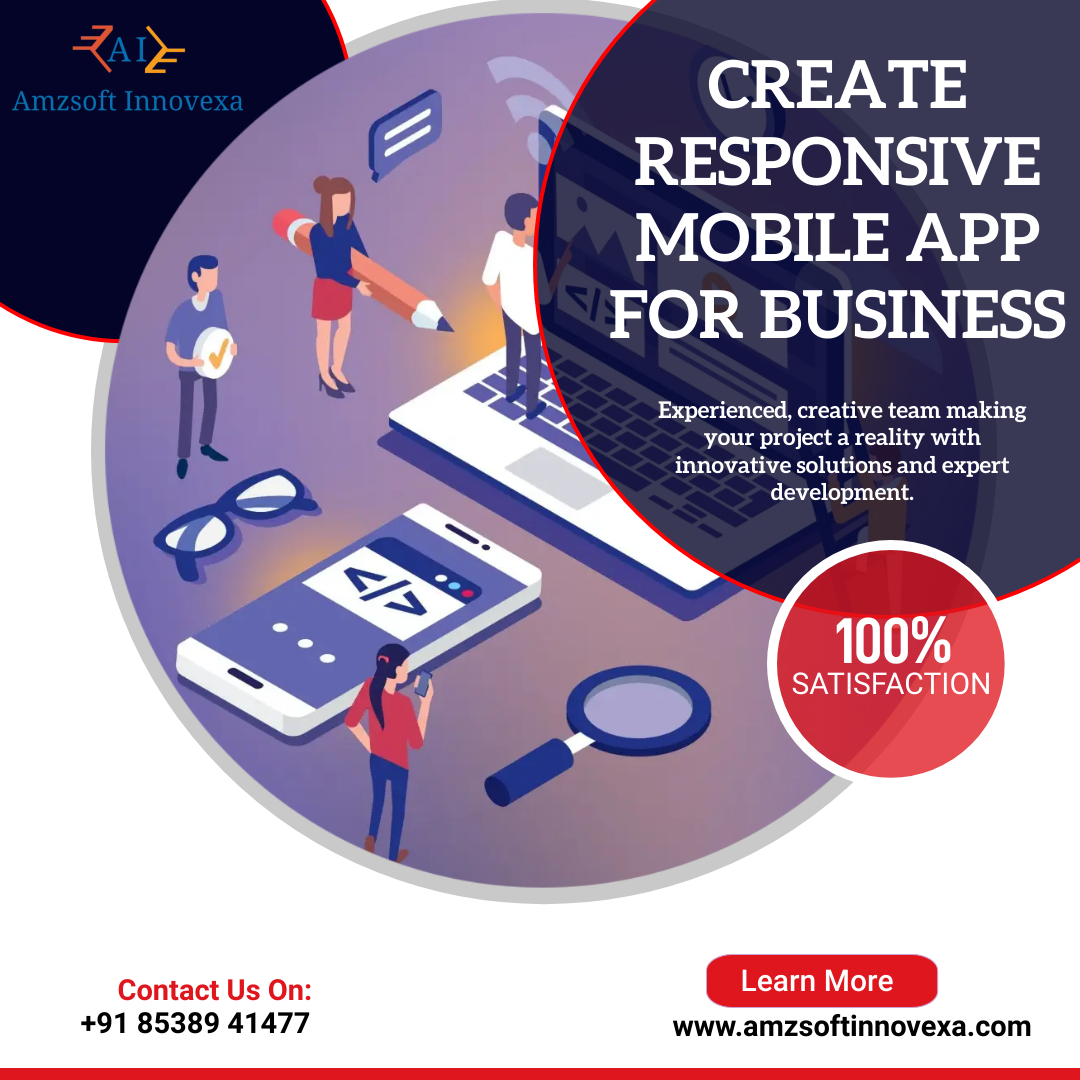 AI
Amzsoft Innovexa
CREATE
RESPONSIVE
MOBILE APP
FOR BUSINESS
Experienced, creative team making
your project a reality with
innovative solutions and expert
development.
</>
</>
100%
SATISFACTION
Contact Us On:
+91 85389 41477
Learn More
www.amzsoftinnovexa.com